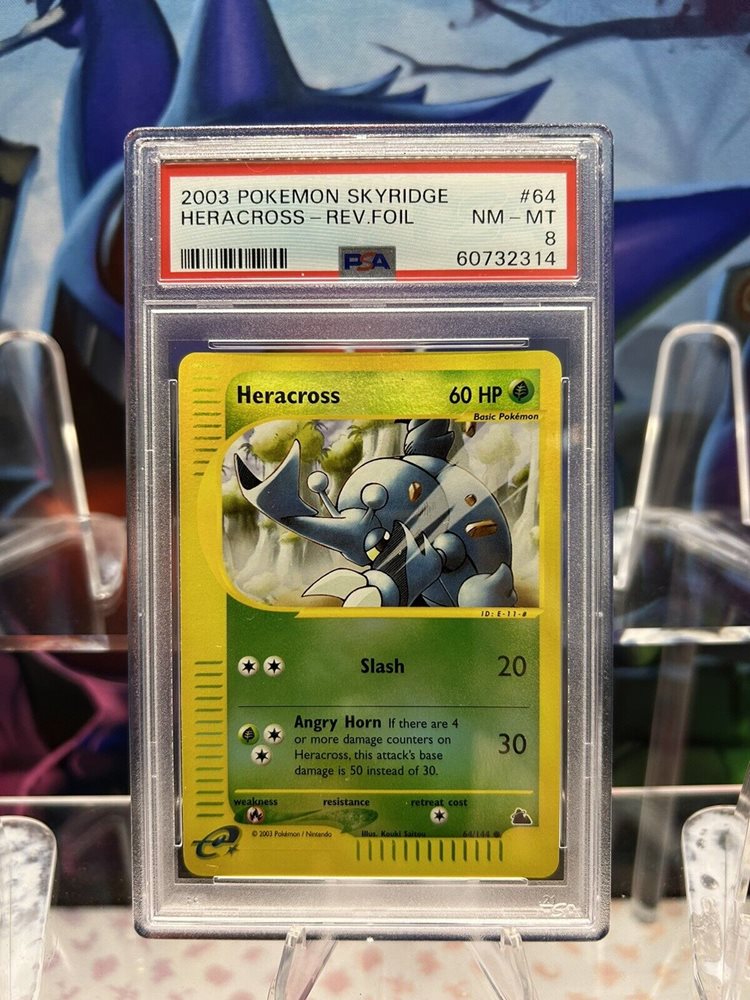 2003 POKEMON SKYRIDGE #64
HERACROSS – REV.FOIL NM – MT
8
PSA 60732314
Heracross 60 HP
Basic Pokémon
ID: E-11-#
Slash 20
Angry Horn If there are 4
or more damage counters on
Heracross, this attack's base
damage is 50 instead of 30.
30
weakness resistance retreat cost
© 2003 Pokémon / Nintendo Illus. Kouki Saitou 64/144
e